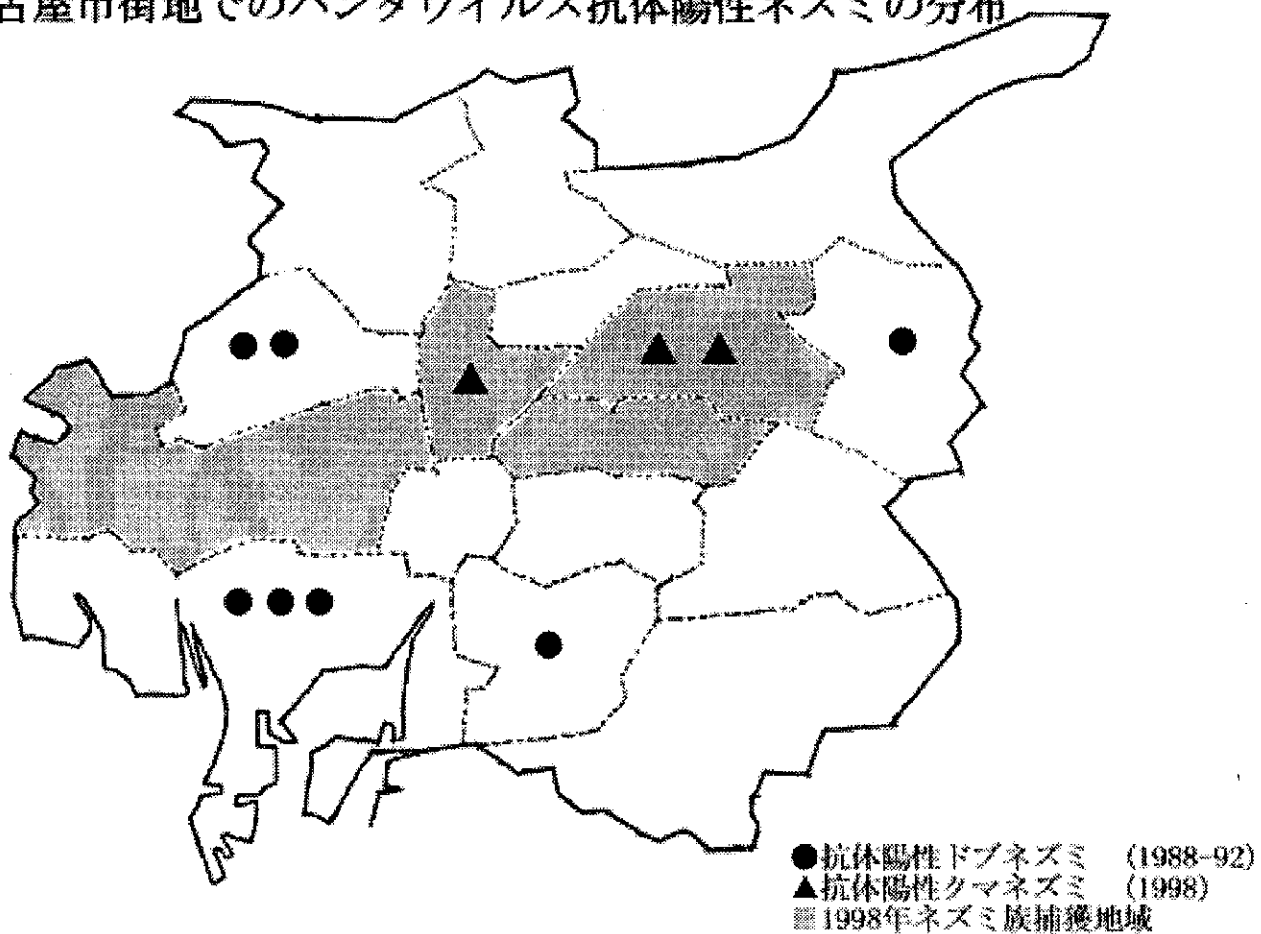 古屋市街地でのハンタウイルス抗体陽性ネズミの分布
●抗体陽性ドブネズミ (1988-92)
▲抗体陽性クマネズミ (1998)
1998年ネズミ族捕獲地域